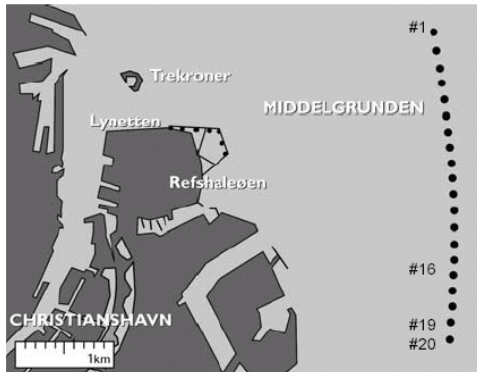 #1
Trekroner
MIDDELGRUNDEN
Lynetten
Refshaleøen
#16
CHRISTIANSHAVN
#19
#20
1km